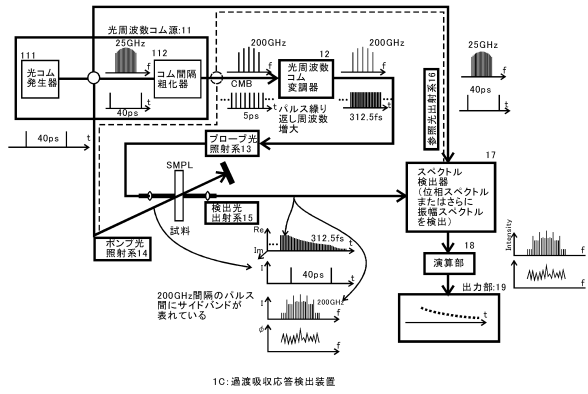 光周波数コム源:11
111
光コム
発生器
25GHz
f
40ps
t
112
コム間隔
粗化器
200GHz
f
CMB
t
5ps
パルス繰り
返し周波数
増大
12
光周波数
コム
変調器
200GHz
f
t
312.5fs
参照光出射系16
25GHz
f
40ps
t
40ps
t
プローブ光
照射系13
SMPL
試料
検出光
出射系15
ポンプ光
照射系14
17
スペクトル
検出器
(位相スペクトル
またはさらに
振幅スペクトル
を検出)
18
演算部
出力部:19
t
Intensity
f
f
Re
Im
312.5fs
t
I
40ps
t
200GHz間隔のパルス
間にサイドバンドが
表れている
I
200GHz
f
φ
f
1C:過渡吸収応答検出装置